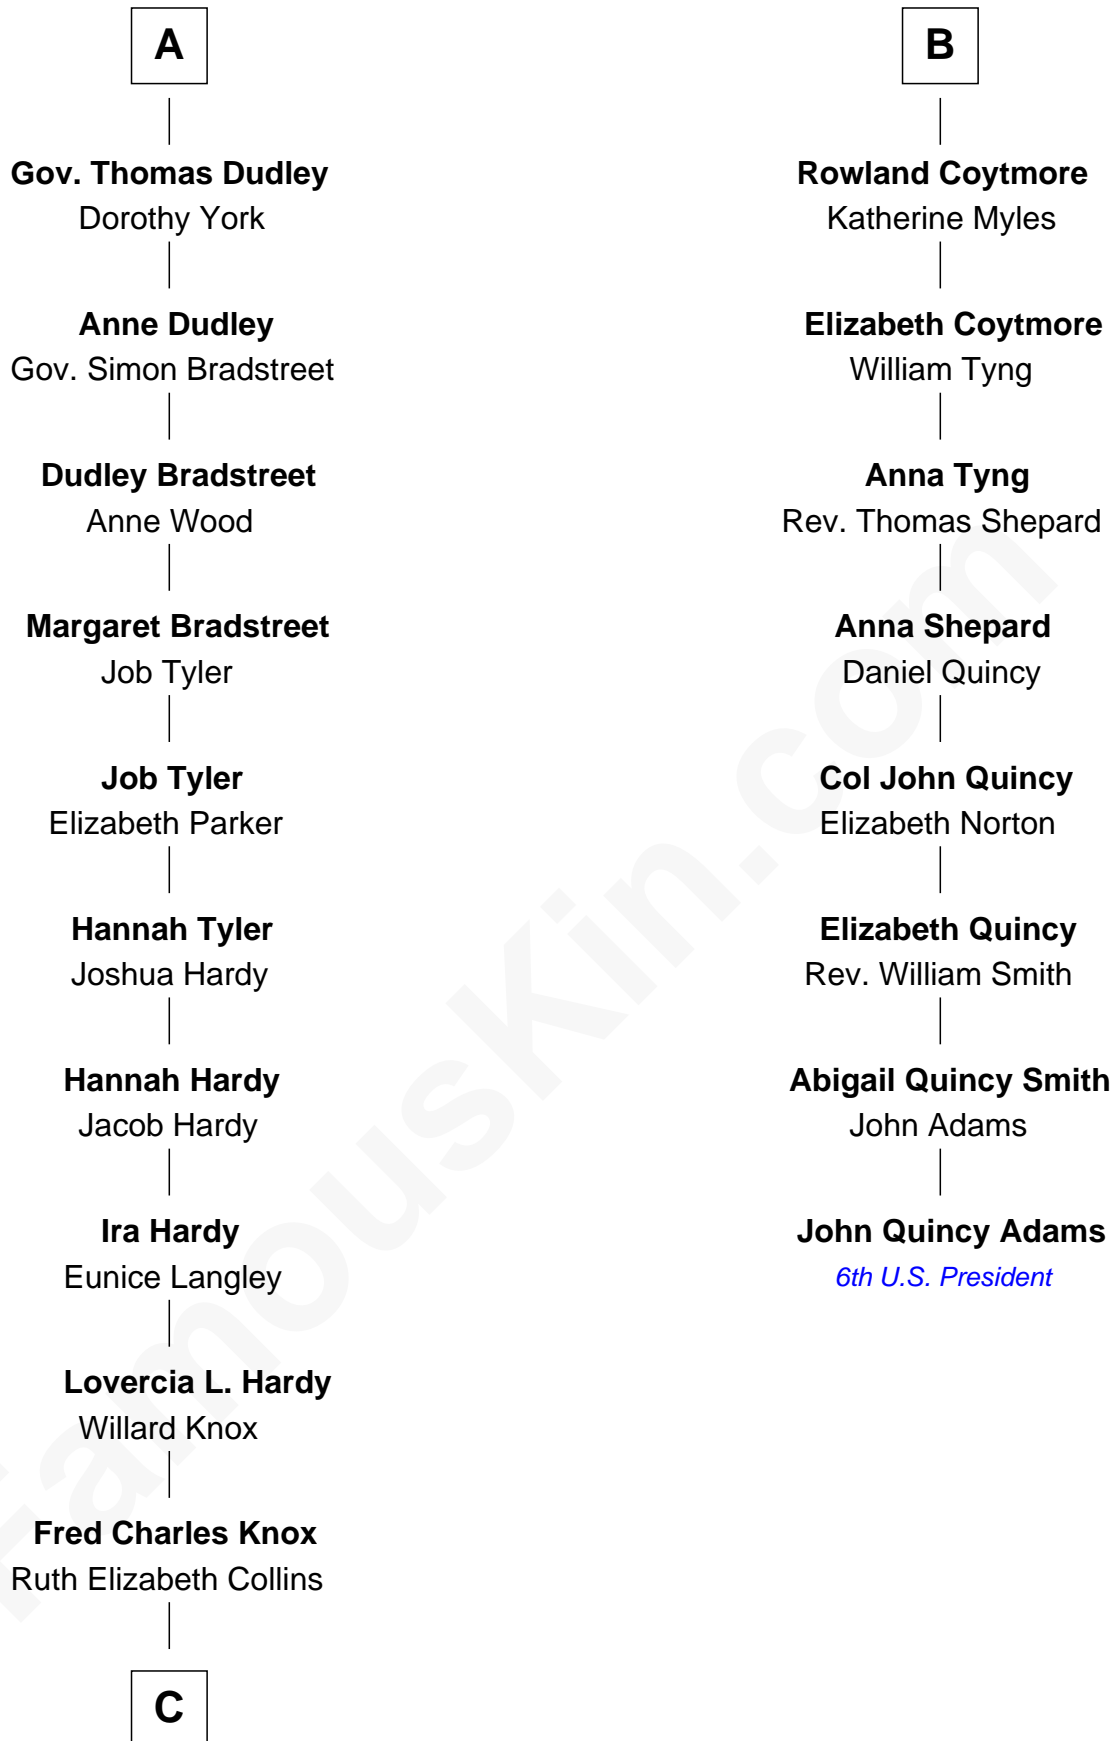 A
Gov. Thomas Dudley
Dorothy York
Anne Dudley
Gov. Simon Bradstreet
Dudley Bradstreet
Anne Wood
Margaret Bradstreet
Job Tyler
Job Tyler
Elizabeth Parker
Hannah Tyler
Joshua Hardy
Hannah Hardy
Jacob Hardy
Ira Hardy
Eunice Langley
Lovercia L. Hardy
Willard Knox
Fred Charles Knox
Ruth Elizabeth Collins
C
B
Rowland Coytmore
Katherine Myles
Elizabeth Coytmore
William Tyng
Anna Tyng
Rev. Thomas Shepard
Anna Shepard
Daniel Quincy
Col John Quincy
Elizabeth Norton
Elizabeth Quincy
Rev. William Smith
Abigail Quincy Smith
John Adams
John Quincy Adams
6th U.S. President
FamousKin.com